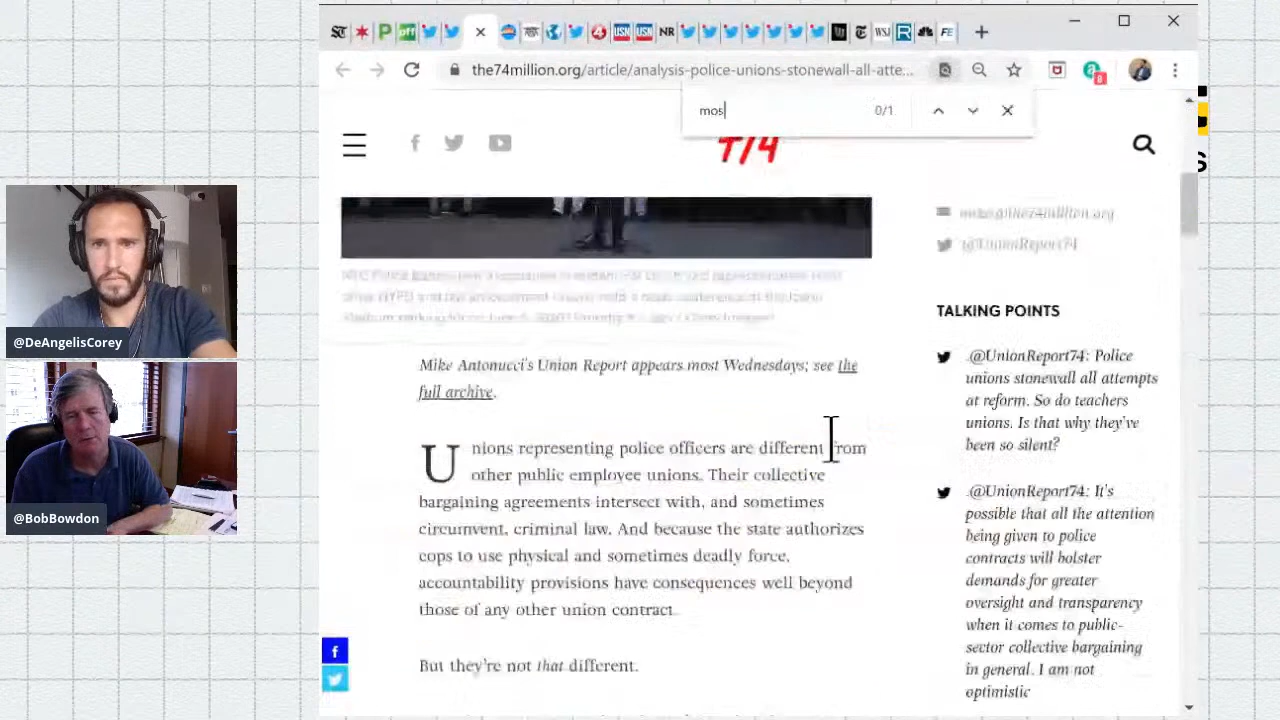 the74million.org/article/analysis-police-unions-stonewall-all-atte...
8
mos
0/1
T/4
mike@the74million.org
@UnionReport74
Mike Antonucci's Union Report appears most Wednesdays; see the
full archive.
Unions representing police officers are different from
other public employee unions. Their collective
bargaining agreements intersect with, and sometimes
circumvent, criminal law. And because the state authorizes
cops to use physical and sometimes deadly force,
accountability provisions have consequences well beyond
those of any other union contract.
But they're not that different.
TALKING POINTS
.@UnionReport74: Police
unions stonewall all attempts
at reform. So do teachers
unions. Is that why they've
been so silent?
.@UnionReport74: It's
possible that all the attention
being given to police
contracts will bolster
demands for greater
oversight and transparency
when it comes to public-
sector collective bargaining
in general. I am not
optimistic
@DeAngelisCorey
@BobBowdon